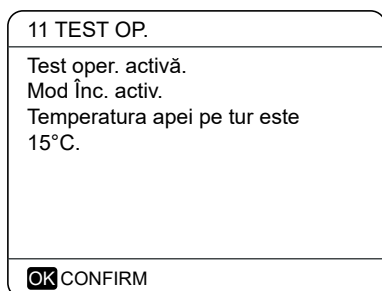 11 TEST OP.
Test oper. activă.
Mod Înc. activ.
Temperatura apei pe tur este
15°C.
OK CONFIRM